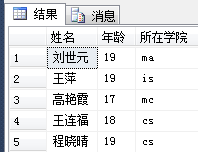 结果 消息
姓名 年龄 所在学院
1 刘世元 19 ma
2 王萍 19 is
3 高艳霞 17 mc
4 王连福 18 cs
5 程晓晴 19 cs